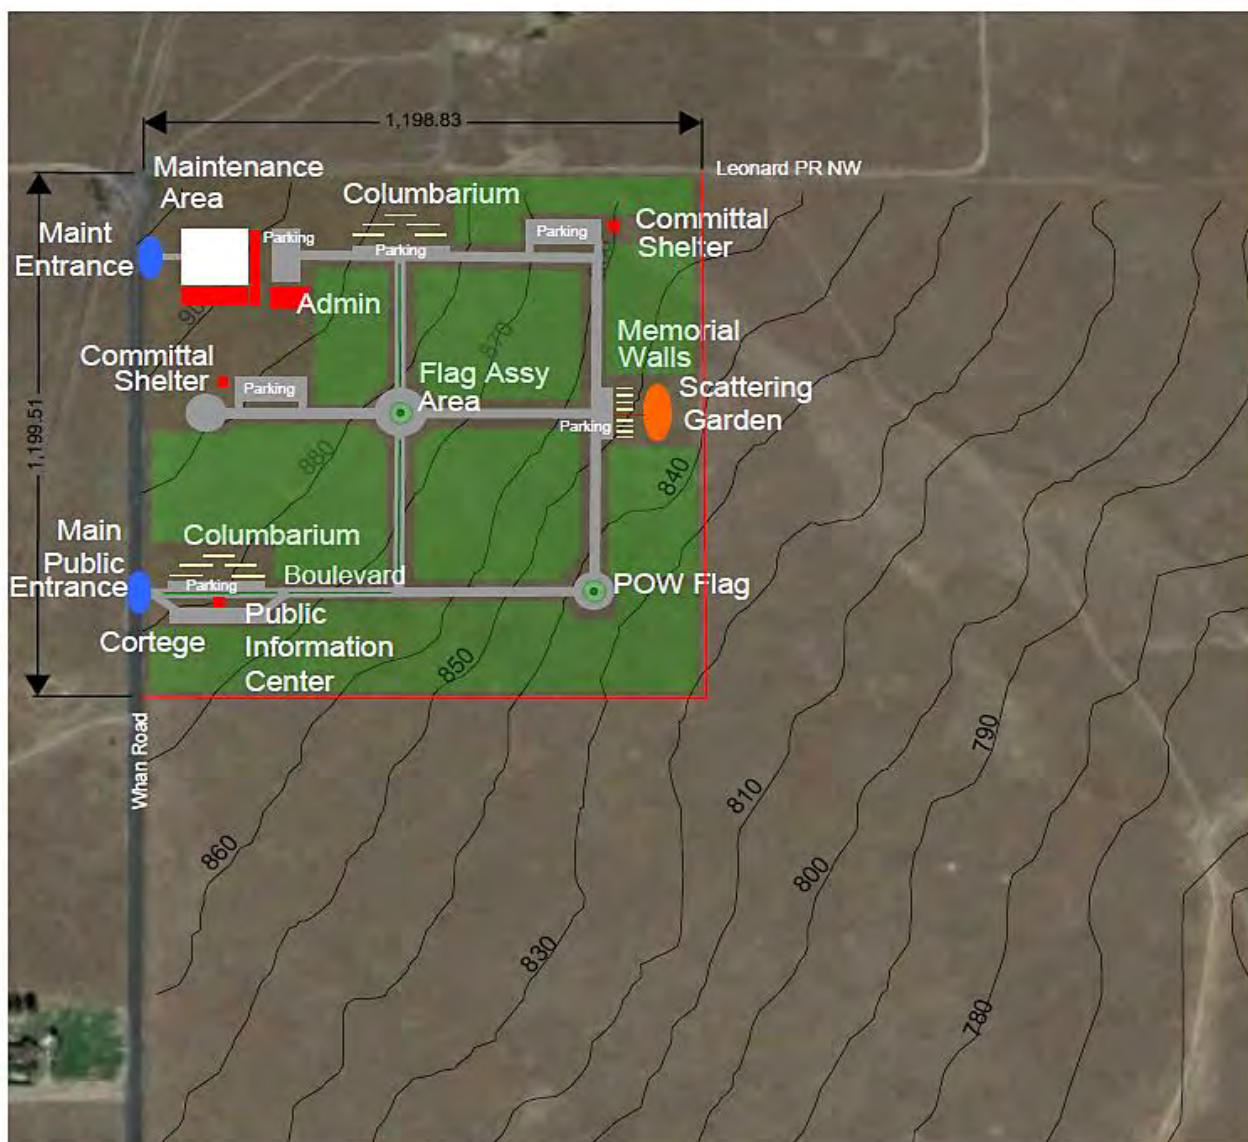 1,198.83
Leonard PR NW
Maintenance
Area
Columbarium
Committal
Shelter
Maint
Entrance
Parking
Parking
Parking
Admin
870
Memorial
Walls
Committal
Shelter
Parking
Flag Assy
Area
Scattering
Garden
Parking
1,199.51
880
840
Main
Public
Entrance
Columbarium
Parking
Boulevard
POW Flag
Cortege
Public
Information
Center
850
Whan Road
790
810
860
800
830
780